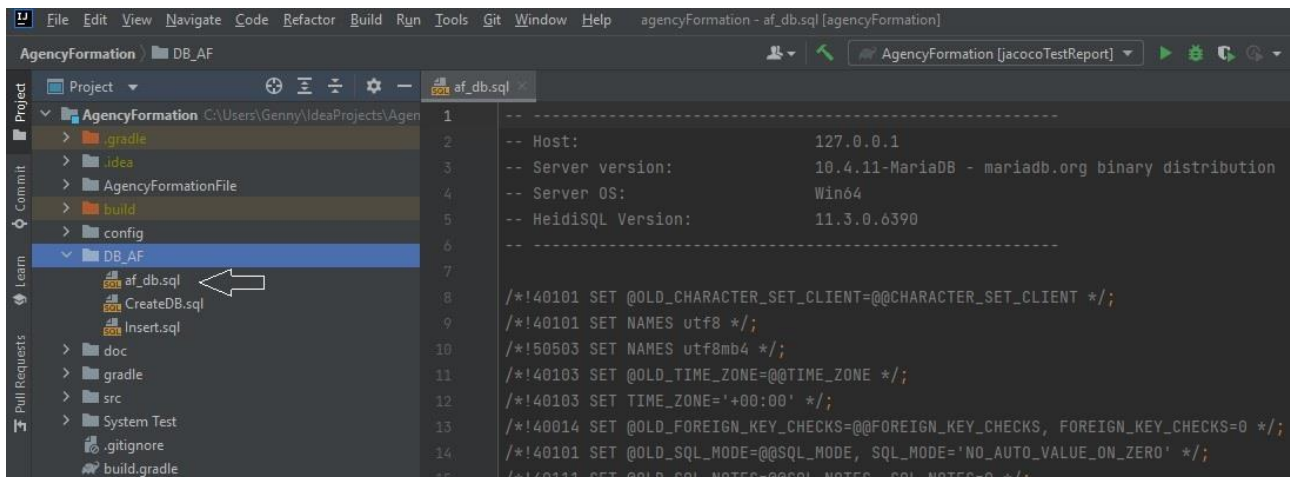 IJ File Edit View Navigate Code Refactor Build Run Tools Git Window Help agencyFormation - af_db.sql [agencyFormation]
AgencyFormation DB_AF AgencyFormation [jacocoTestReport]
Project af_db.sql
Project
Commit
Learn
Pull Requests
AgencyFormation C:\Users\Genny\IdeaProjects\Agen
.gradle
.idea
AgencyFormationFile
build
config
DB_AF
SQL af_db.sql
SQL CreateDB.sql
SQL Insert.sql
doc
gradle
src
System Test
.gitignore
build.gradle
1 -- --------------------------------------------------------
2 -- Host: 127.0.0.1
3 -- Server version: 10.4.11-MariaDB - mariadb.org binary distribution
4 -- Server OS: Win64
5 -- HeidiSQL Version: 11.3.0.6390
6 -- --------------------------------------------------------
7
8 /*!40101 SET @OLD_CHARACTER_SET_CLIENT=@@CHARACTER_SET_CLIENT */;
9 /*!40101 SET NAMES utf8 */;
10 /*!50503 SET NAMES utf8mb4 */;
11 /*!40103 SET @OLD_TIME_ZONE=@@TIME_ZONE */;
12 /*!40103 SET TIME_ZONE='+00:00' */;
13 /*!40014 SET @OLD_FOREIGN_KEY_CHECKS=@@FOREIGN_KEY_CHECKS, FOREIGN_KEY_CHECKS=0 */;
14 /*!40101 SET @OLD_SQL_MODE=@@SQL_MODE, SQL_MODE='NO_AUTO_VALUE_ON_ZERO' */;